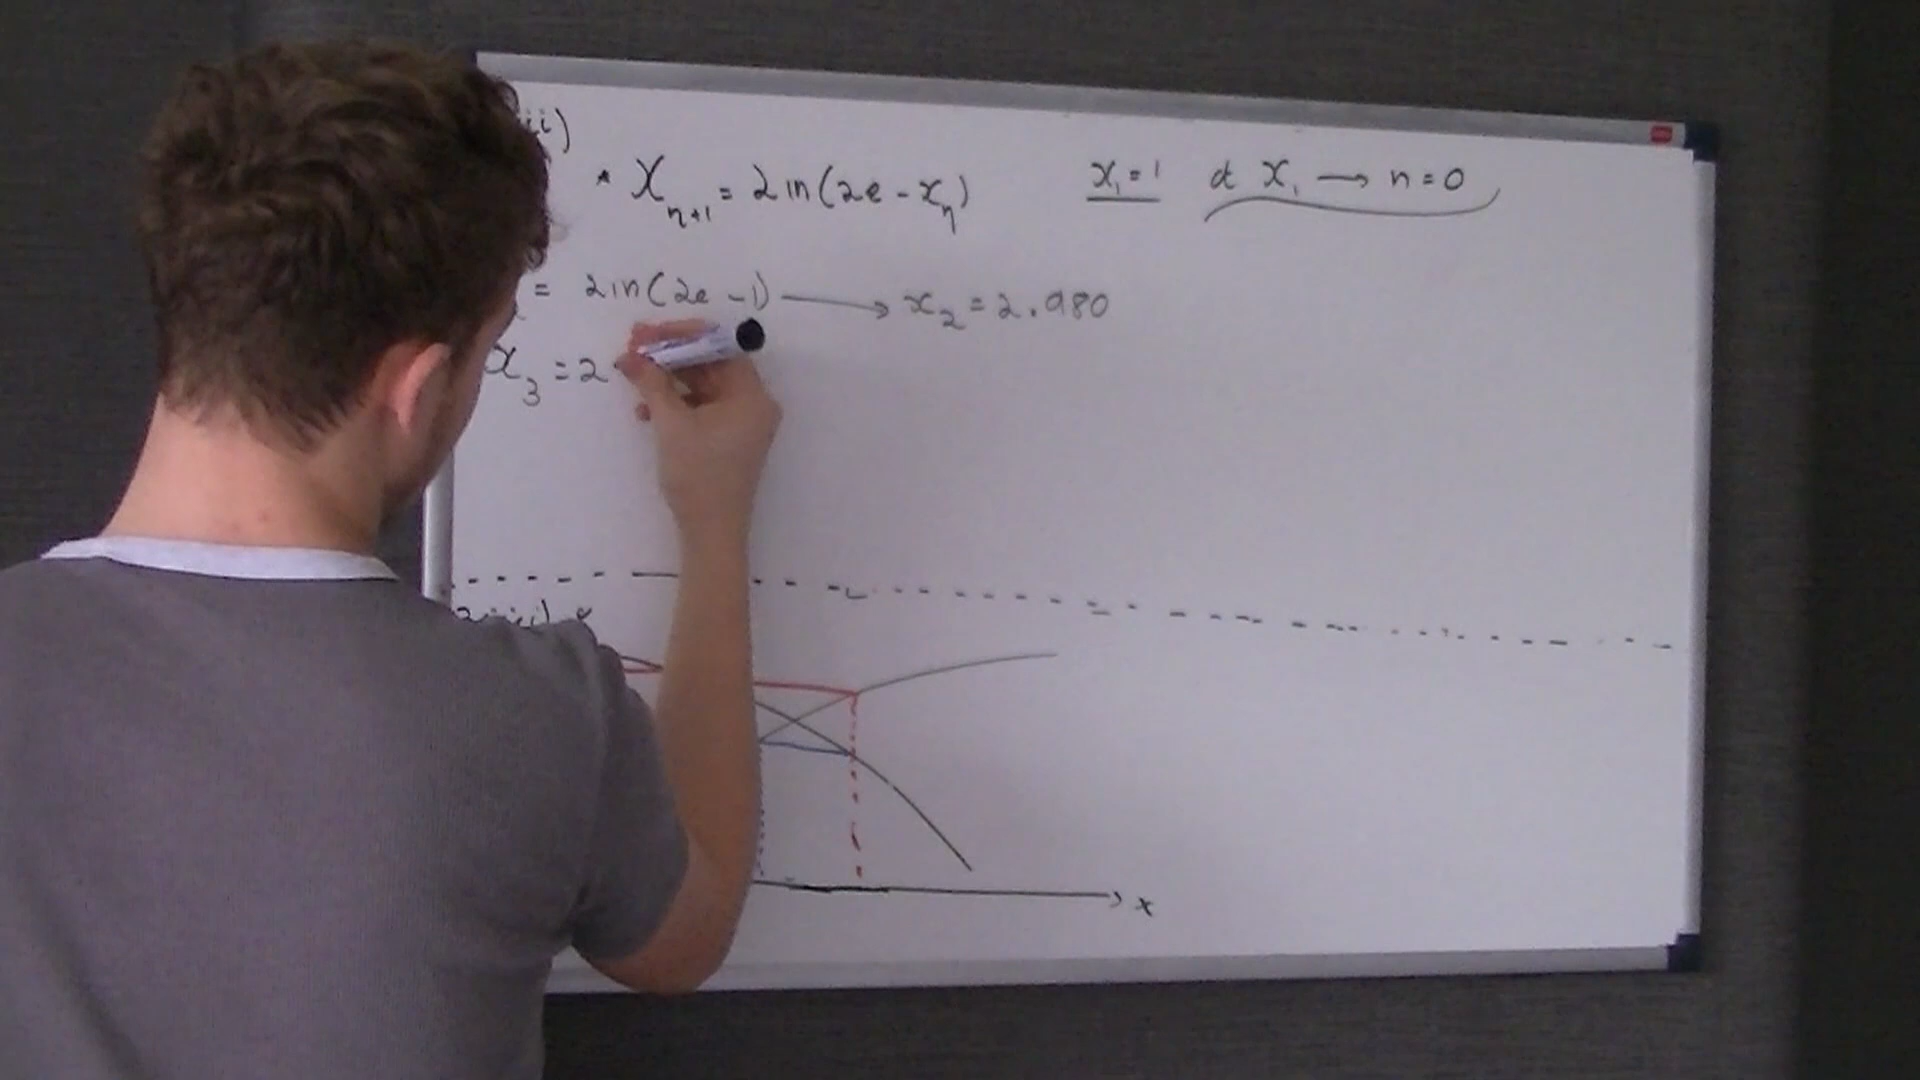 ii)
* X_{n+1} = 2ln(2e - x_n) x_1 = 1 & x_1 → n = 0
= 2ln(2e - 1) → x_2 = 2.980
x_3 = 2
x